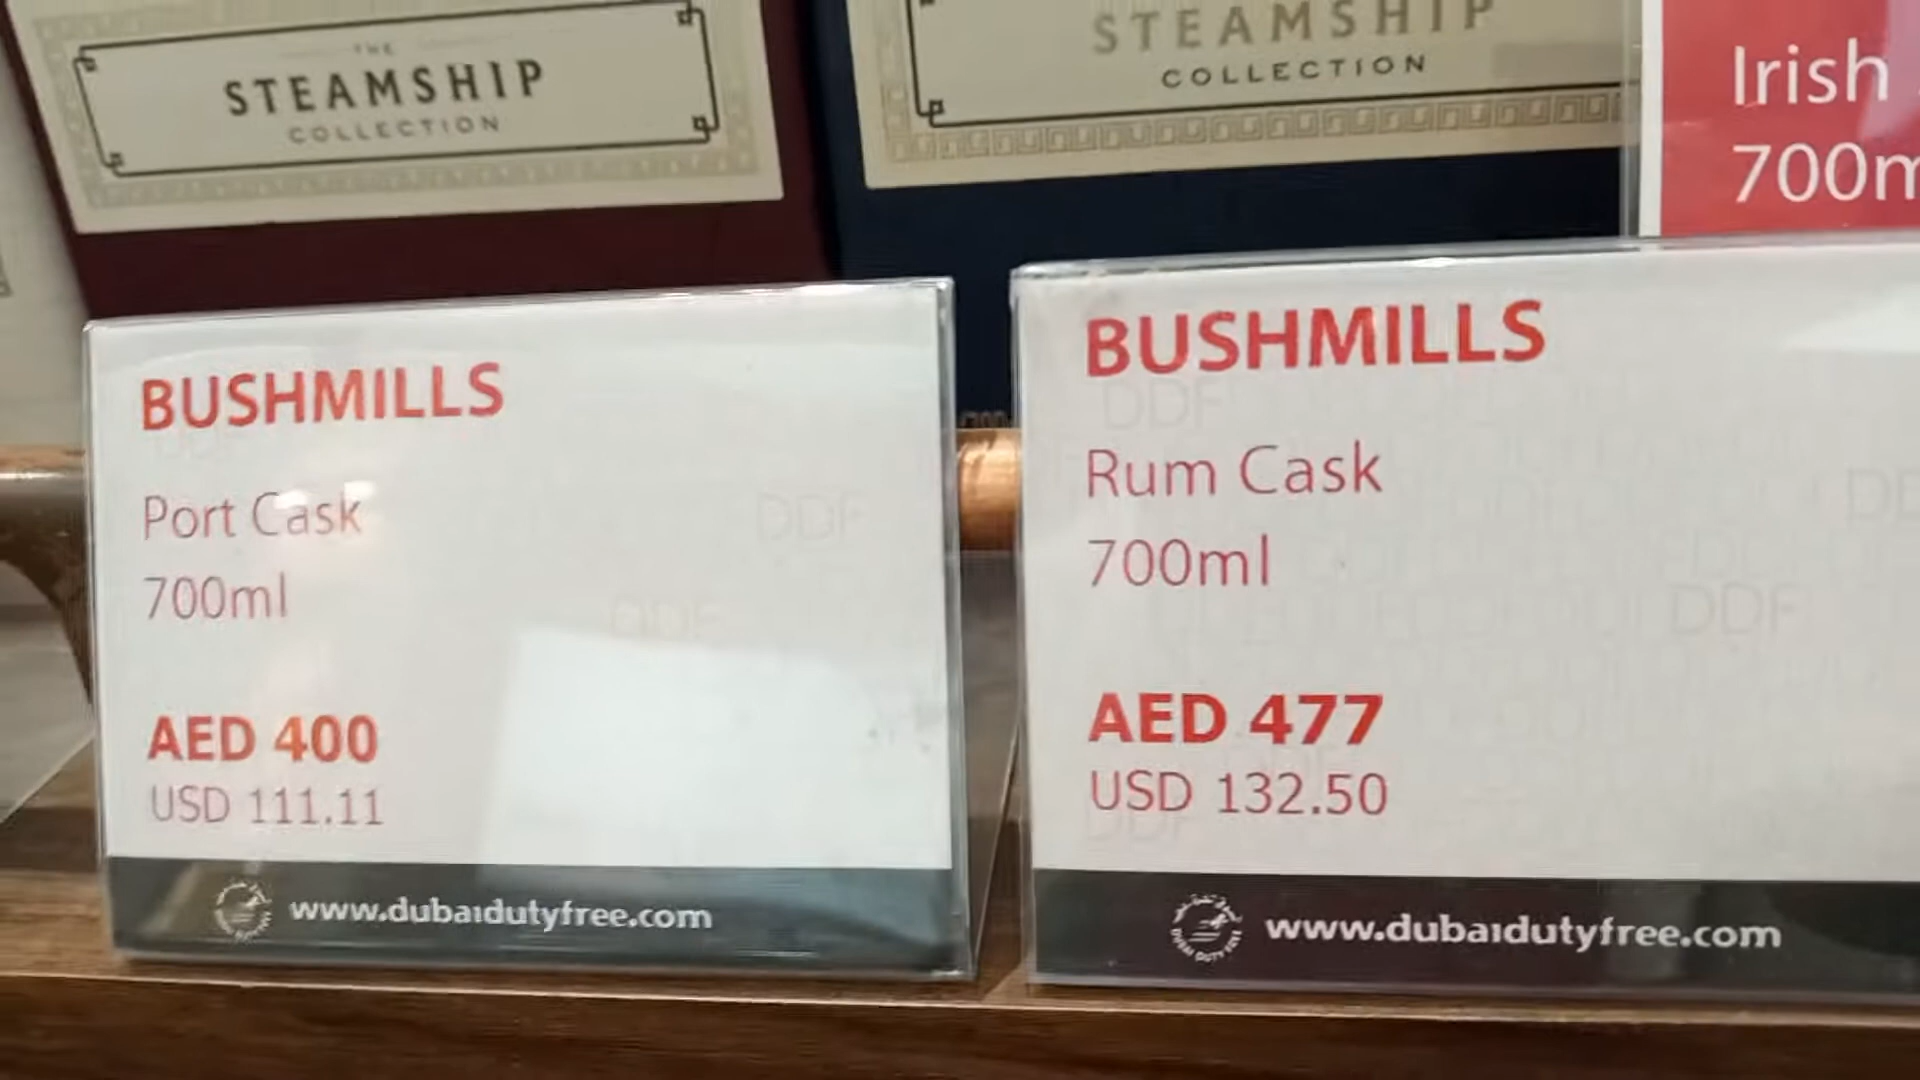 THE
STEAMSHIP
COLLECTION
STEAMSHIP
COLLECTION
Irish
700m
BUSHMILLS
Port Cask
700ml
AED 400
USD 111.11
www.dubaidutyfree.com
BUSHMILLS
Rum Cask
700ml
AED 477
USD 132.50
www.dubaidutyfree.com